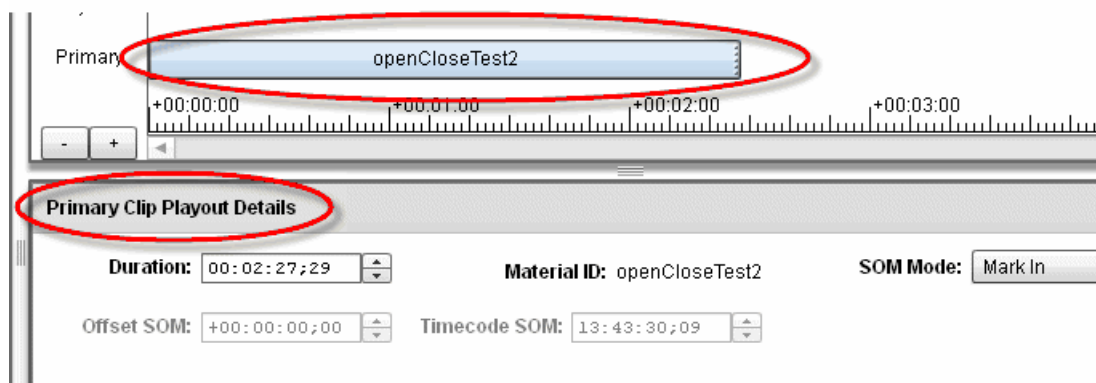 Primary
openCloseTest2
+00:00:00 +00:01:00 +00:02:00 +00:03:00
- +
Primary Clip Playout Details
Duration: 00:02:27;29 Material ID: openCloseTest2 SOM Mode: Mark In
Offset SOM: +00:00:00;00 Timecode SOM: 13:43:30;09